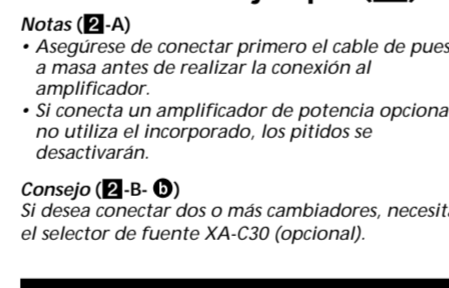 Notas (2-A)
• Asegúrese de conectar primero el cable de pues
a masa antes de realizar la conexión al
amplificador.
• Si conecta un amplificador de potencia opciona
no utiliza el incorporado, los pitidos se
desactivarán.
Consejo (2-B- b)
Si desea conectar dos o más cambiadores, necesit
el selector de fuente XA-C30 (opcional).